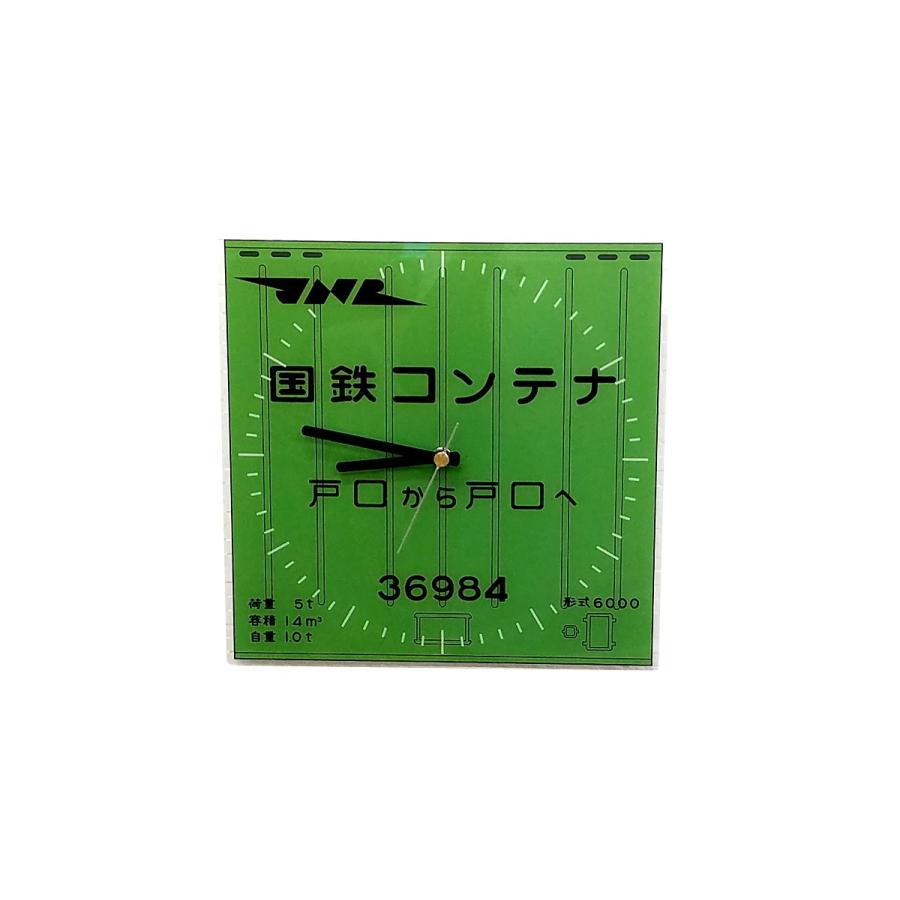 JNR
国鉄コンテナ
戸口から戸口へ
36984
荷重 5t
容積 14m³
自重 1.0t
形式6000